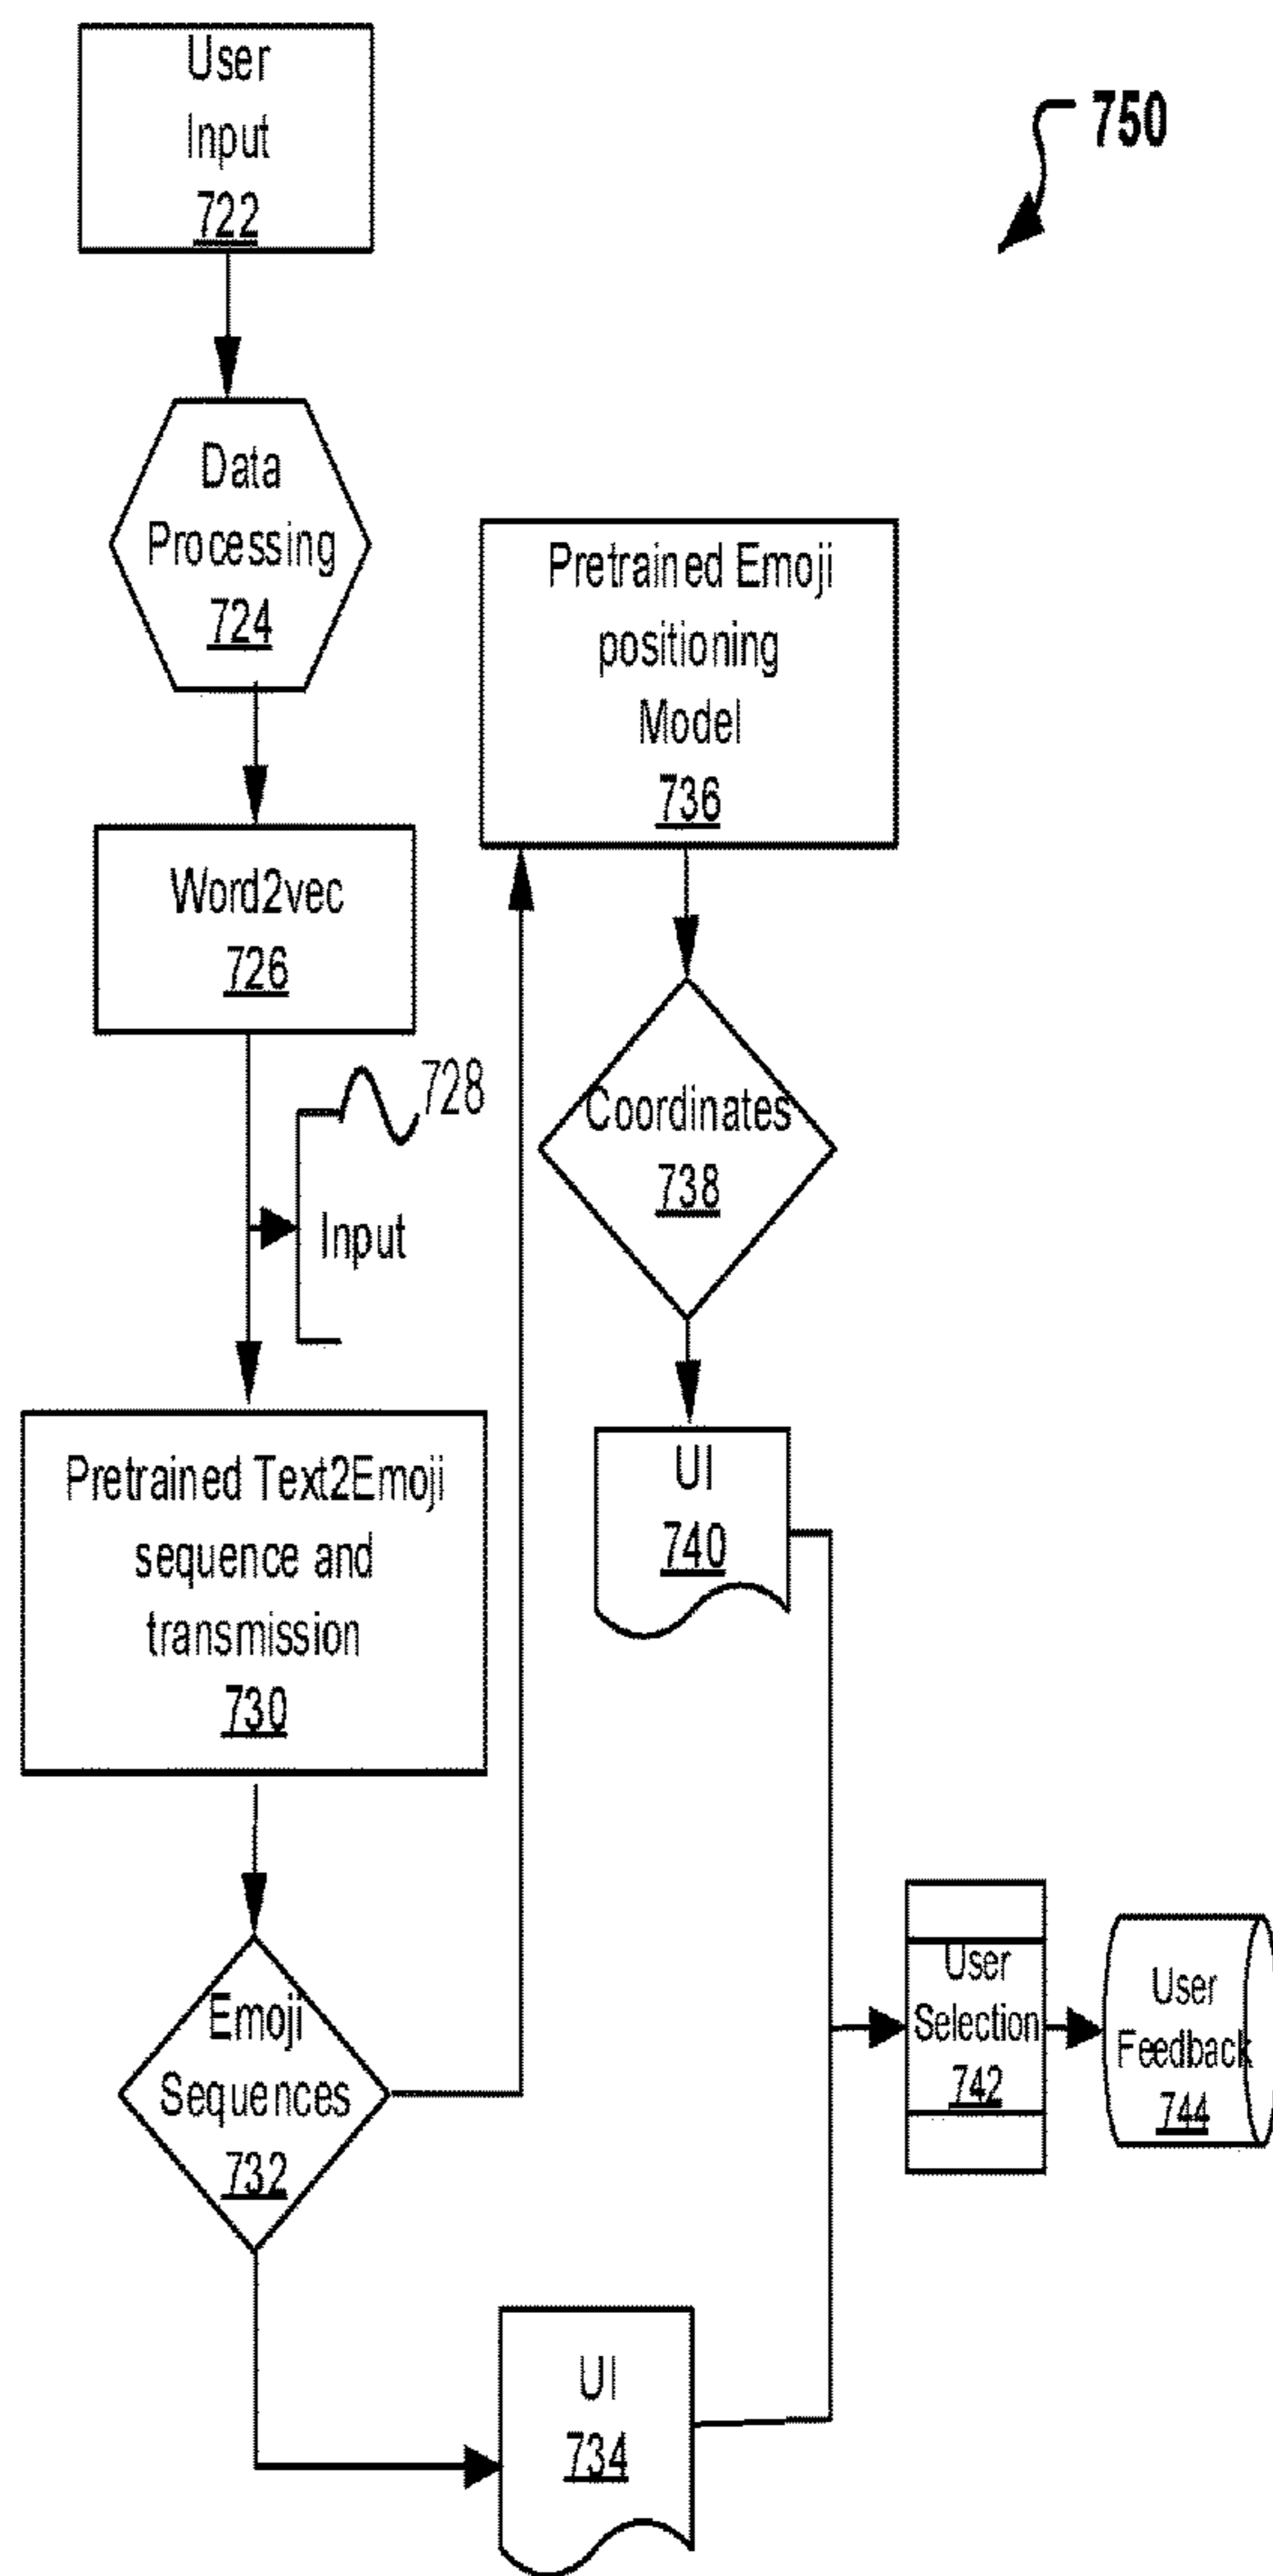 User
Input
722
750
Data
Processing
724
Word2vec
726
728
Input
Pretrained Text2Emoji
sequence and
transmission
730
Emoji
Sequences
732
UI
734
Pretrained Emoji
positioning
Model
736
Coordinates
738
UI
740
User
Selection
742
User
Feedback
744